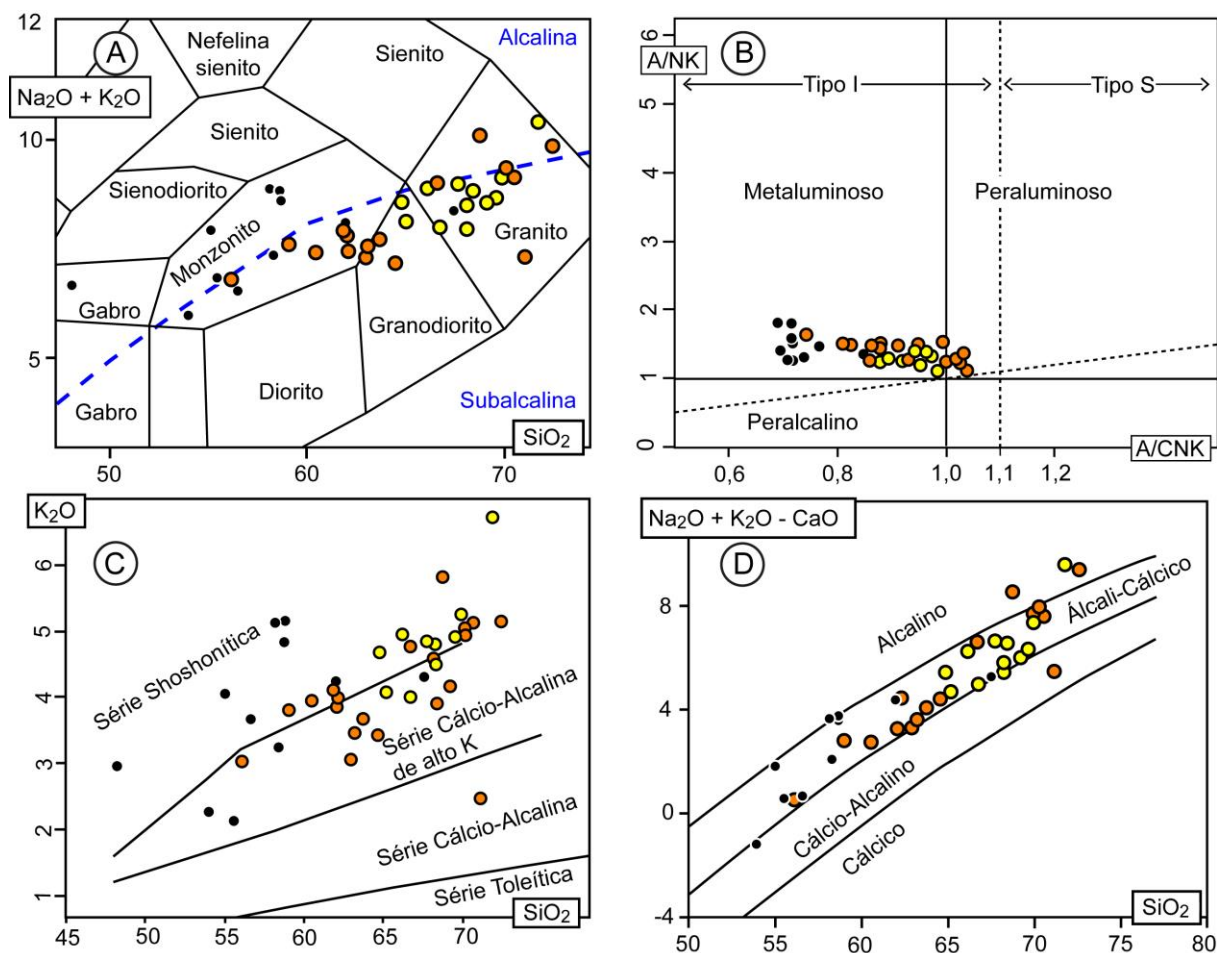 A
12
10
5
50
60
70
Na₂O + K₂O
SiO₂
Nefelina
sienito
Sienito
Alcalina
Sienito
Sienodiorito
Monzonito
Gabro
Granito
Granodiorito
Diorito
Gabro
Subalcalina
B
A/NK
6
5
4
3
2
1
0
Tipo I
Tipo S
Metaluminoso
Peraluminoso
Peralcalino
0,6
0,8
1,0
1,1
1,2
A/CNK
C
K₂O
6
5
4
3
2
1
Série Shoshonítica
Série Cálcio-Alcalina
de alto K
Série Cálcio-Alcalina
Série Toleítica
SiO₂
45
50
55
60
65
70
D
Na₂O + K₂O - CaO
8
4
0
-4
Alcalino
Álcali-Cálcico
Cálcio-Alcalino
Cálcico
SiO₂
50
55
60
65
70
75
80